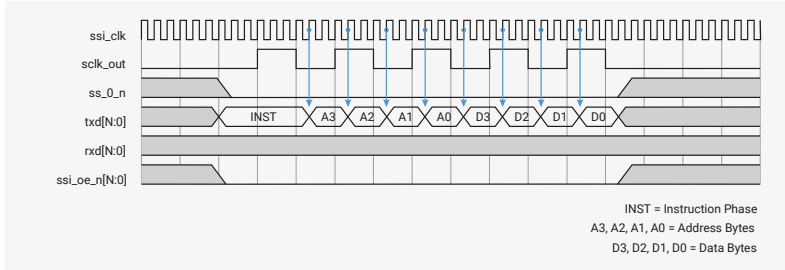 ssi_clk
sclk_out
ss_0_n
txd[N:0] INST A3 A2 A1 A0 D3 D2 D1 D0
rxd[N:0]
ssi_oe_n[N:0]
INST = Instruction Phase
A3, A2, A1, A0 = Address Bytes
D3, D2, D1, D0 = Data Bytes